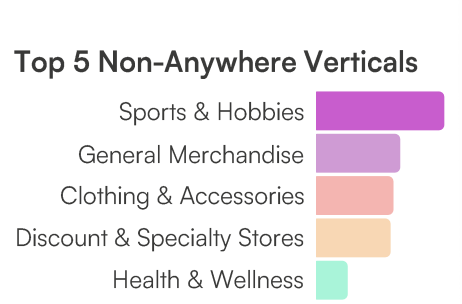 Top 5 Non-Anywhere Verticals
Sports & Hobbies
General Merchandise
Clothing & Accessories
Discount & Specialty Stores
Health & Wellness